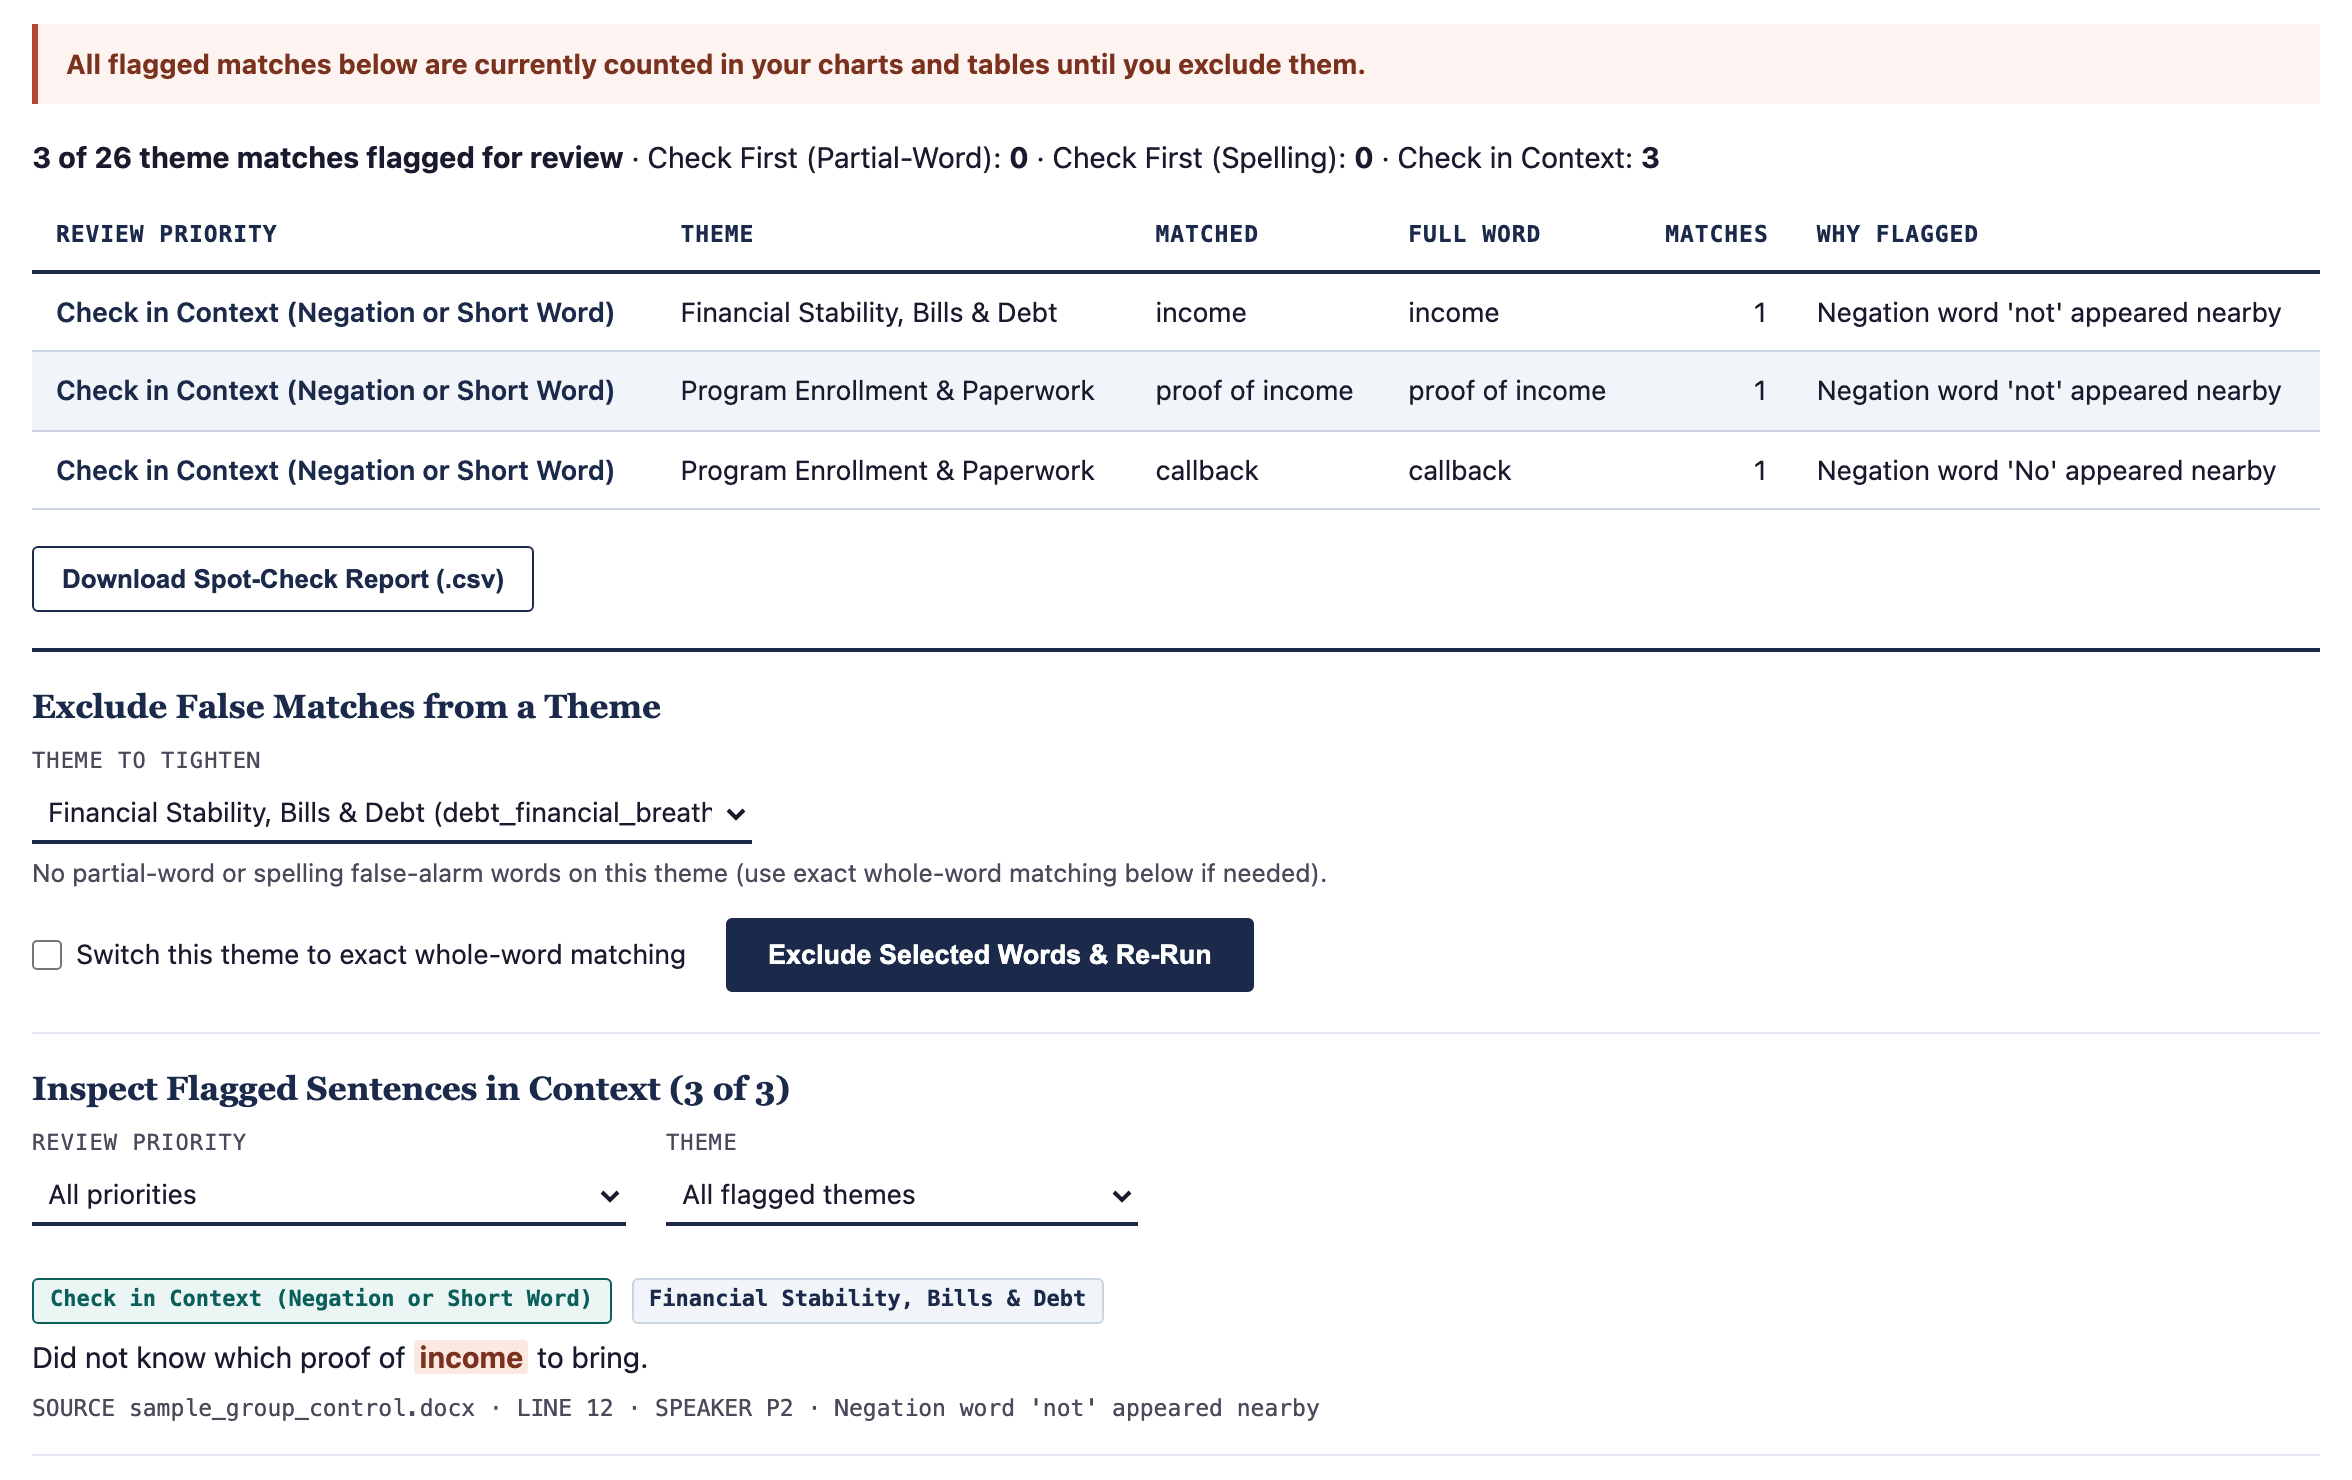 All flagged matches below are currently counted in your charts and tables until you exclude them.
3 of 26 theme matches flagged for review · Check First (Partial-Word): 0 · Check First (Spelling): 0 · Check in Context: 3
REVIEW PRIORITY THEME MATCHED FULL WORD MATCHES WHY FLAGGED
Check in Context (Negation or Short Word) Financial Stability, Bills & Debt income income 1 Negation word 'not' appeared nearby
Check in Context (Negation or Short Word) Program Enrollment & Paperwork proof of income proof of income 1 Negation word 'not' appeared nearby
Check in Context (Negation or Short Word) Program Enrollment & Paperwork callback callback 1 Negation word 'No' appeared nearby
Download Spot-Check Report (.csv)
Exclude False Matches from a Theme
THEME TO TIGHTEN
Financial Stability, Bills & Debt (debt_financial_breath
No partial-word or spelling false-alarm words on this theme (use exact whole-word matching below if needed).
Switch this theme to exact whole-word matching Exclude Selected Words & Re-Run
Inspect Flagged Sentences in Context (3 of 3)
REVIEW PRIORITY THEME
All priorities All flagged themes
Check in Context (Negation or Short Word) Financial Stability, Bills & Debt
Did not know which proof of income to bring.
SOURCE sample_group_control.docx · LINE 12 · SPEAKER P2 · Negation word 'not' appeared nearby